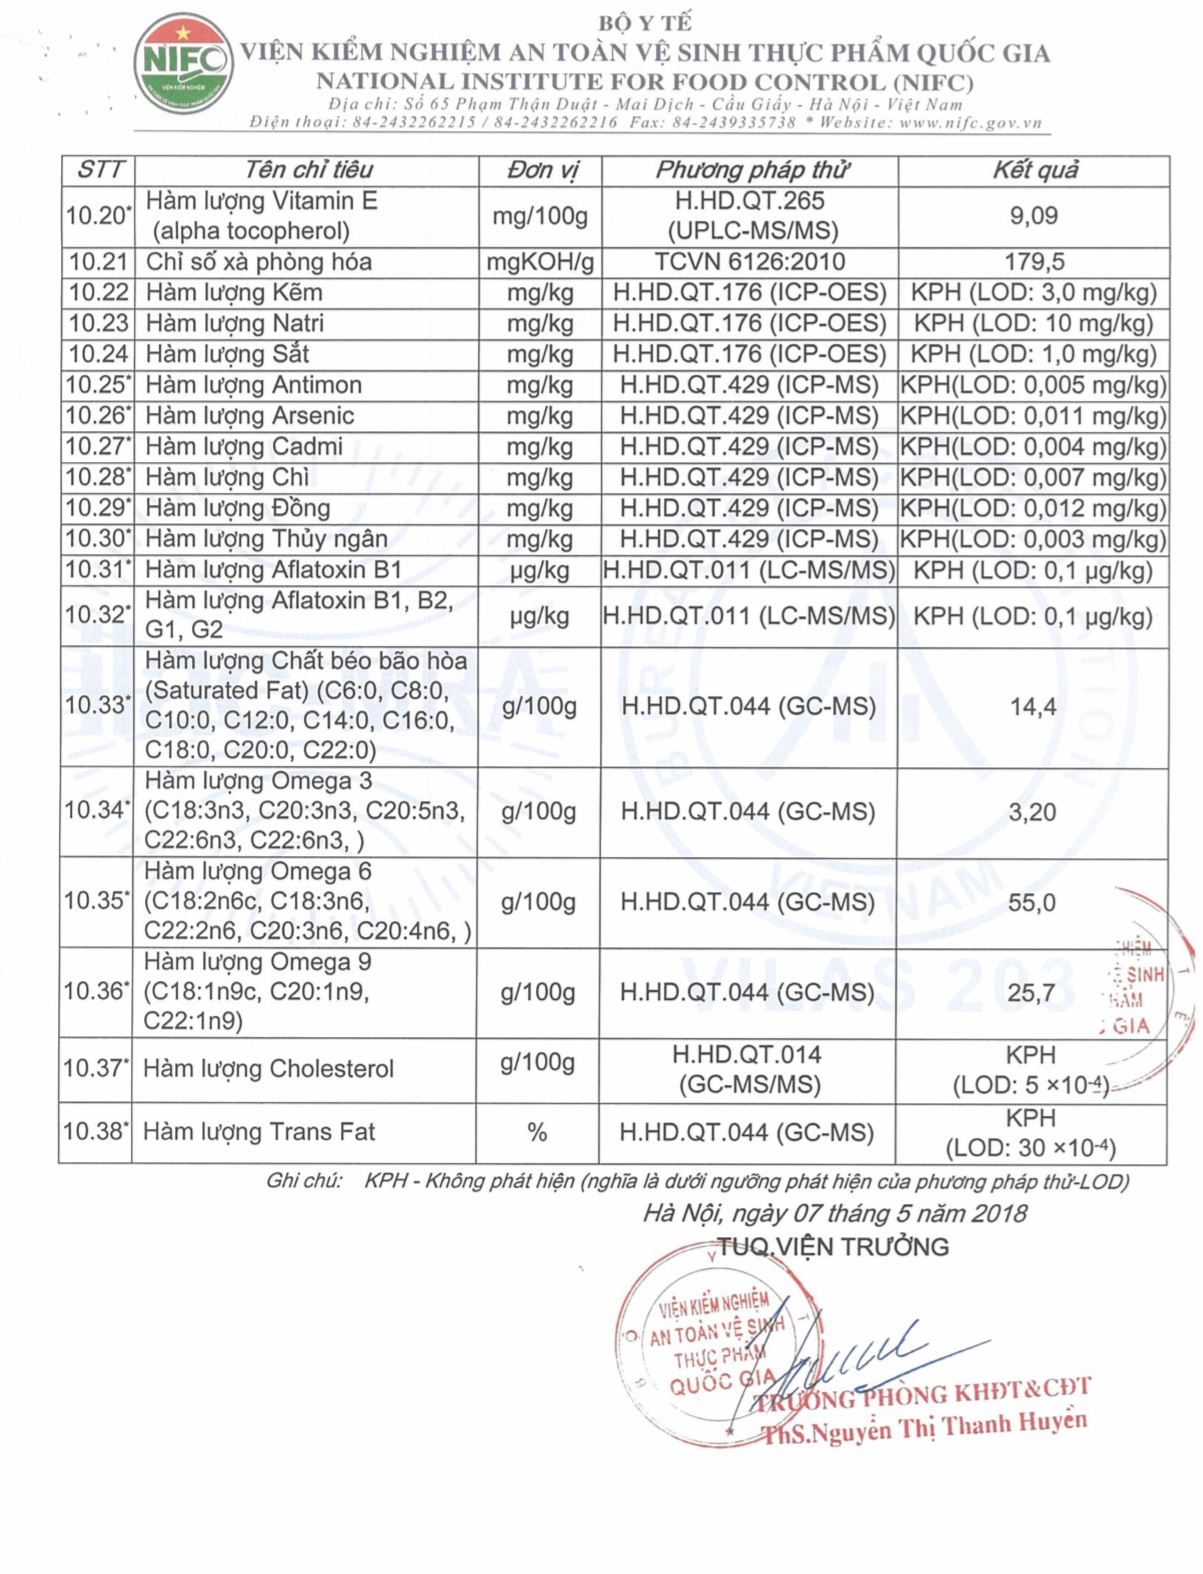 BỘ Y TẾ
NIFC
VIỆN KIỂM NGHIỆM AN TOÀN VỆ SINH THỰC PHẨM QUỐC GIA
NATIONAL INSTITUTE FOR FOOD CONTROL (NIFC)
Địa chỉ: Số 65 Phạm Thận Duật - Mai Dịch - Cầu Giấy - Hà Nội - Việt Nam
Điện thoại: 84-2432262215 / 84-2432262216 Fax: 84-2439335738 * Website: www.nifc.gov.vn
STT Tên chỉ tiêu Đơn vị Phương pháp thử Kết quả
10.20* Hàm lượng Vitamin E (alpha tocopherol) mg/100g H.HD.QT.265 (UPLC-MS/MS) 9,09
10.21 Chỉ số xà phòng hóa mgKOH/g TCVN 6126:2010 179,5
10.22 Hàm lượng Kẽm mg/kg H.HD.QT.176 (ICP-OES) KPH (LOD: 3,0 mg/kg)
10.23 Hàm lượng Natri mg/kg H.HD.QT.176 (ICP-OES) KPH (LOD: 10 mg/kg)
10.24 Hàm lượng Sắt mg/kg H.HD.QT.176 (ICP-OES) KPH (LOD: 1,0 mg/kg)
10.25* Hàm lượng Antimon mg/kg H.HD.QT.429 (ICP-MS) KPH(LOD: 0,005 mg/kg)
10.26* Hàm lượng Arsenic mg/kg H.HD.QT.429 (ICP-MS) KPH(LOD: 0,011 mg/kg)
10.27* Hàm lượng Cadmi mg/kg H.HD.QT.429 (ICP-MS) KPH(LOD: 0,004 mg/kg)
10.28* Hàm lượng Chì mg/kg H.HD.QT.429 (ICP-MS) KPH(LOD: 0,007 mg/kg)
10.29* Hàm lượng Đồng mg/kg H.HD.QT.429 (ICP-MS) KPH(LOD: 0,012 mg/kg)
10.30* Hàm lượng Thủy ngân mg/kg H.HD.QT.429 (ICP-MS) KPH(LOD: 0,003 mg/kg)
10.31* Hàm lượng Aflatoxin B1 µg/kg H.HD.QT.011 (LC-MS/MS) KPH (LOD: 0,1 µg/kg)
10.32* Hàm lượng Aflatoxin B1, B2,
G1, G2 µg/kg H.HD.QT.011 (LC-MS/MS) KPH (LOD: 0,1 µg/kg)
10.33* Hàm lượng Chất béo bão hòa
(Saturated Fat) (C6:0, C8:0,
C10:0, C12:0, C14:0, C16:0,
C18:0, C20:0, C22:0) g/100g H.HD.QT.044 (GC-MS) 14,4
10.34* Hàm lượng Omega 3
(C18:3n3, C20:3n3, C20:5n3,
C22:6n3, C22:6n3, ) g/100g H.HD.QT.044 (GC-MS) 3,20
10.35* Hàm lượng Omega 6
(C18:2n6c, C18:3n6,
C22:2n6, C20:3n6, C20:4n6, ) g/100g H.HD.QT.044 (GC-MS) 55,0
10.36* Hàm lượng Omega 9
(C18:1n9c, C20:1n9,
C22:1n9) g/100g H.HD.QT.044 (GC-MS) 25,7
10.37* Hàm lượng Cholesterol g/100g H.HD.QT.014
(GC-MS/MS) KPH
(LOD: 5 ×10-4)
10.38* Hàm lượng Trans Fat % H.HD.QT.044 (GC-MS) KPH
(LOD: 30 ×10-4)
ILAC-MRA
BUREAU OF ACCREDITATION
VIETNAM
VILAS 203
SINH
GIA
Ghi chú: KPH - Không phát hiện (nghĩa là dưới ngưỡng phát hiện của phương pháp thử-LOD)
Hà Nội, ngày 07 tháng 5 năm 2018
TUQ.VIỆN TRƯỞNG
VIỆN KIỂM NGHIỆM
AN TOÀN VỆ SINH
THỰC PHẨM
QUỐC GIA
TRƯỞNG PHÒNG KHĐT&CĐT
ThS.Nguyễn Thị Thanh Huyền